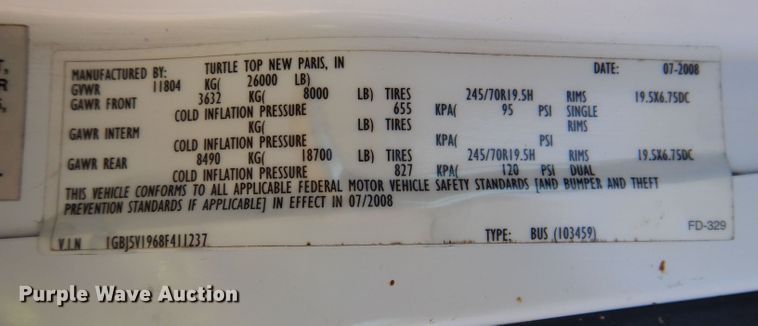 T,
R
S,
MANUFACTURED BY: TURTLE TOP NEW PARIS, IN DATE: 07-2008
GVWR 11804 KG( 26000 LB)
GAWR FRONT 3632 KG( 8000 LB) TIRES 245/70R19.5H RIMS 19.5X6.75DC
COLD INFLATION PRESSURE 655 KPA( 95 PSI SINGLE
GAWR INTERM KG( LB) TIRES RIMS
COLD INFLATION PRESSURE KPA( PSI
GAWR REAR 8490 KG( 18700 LB) TIRES 245/70R19.5H RIMS 19.5X6.75DC
COLD INFLATION PRESSURE 827 KPA( 120 PSI DUAL
THIS VEHICLE CONFORMS TO ALL APPLICABLE FEDERAL MOTOR VEHICLE SAFETY STANDARDS [AND BUMPER AND THEFT
PREVENTION STANDARDS IF APPLICABLE] IN EFFECT IN 07/2008
V.I.N 1GBJ5V1968F411237 TYPE: BUS (103459) FD-329
Purple Wave Auction